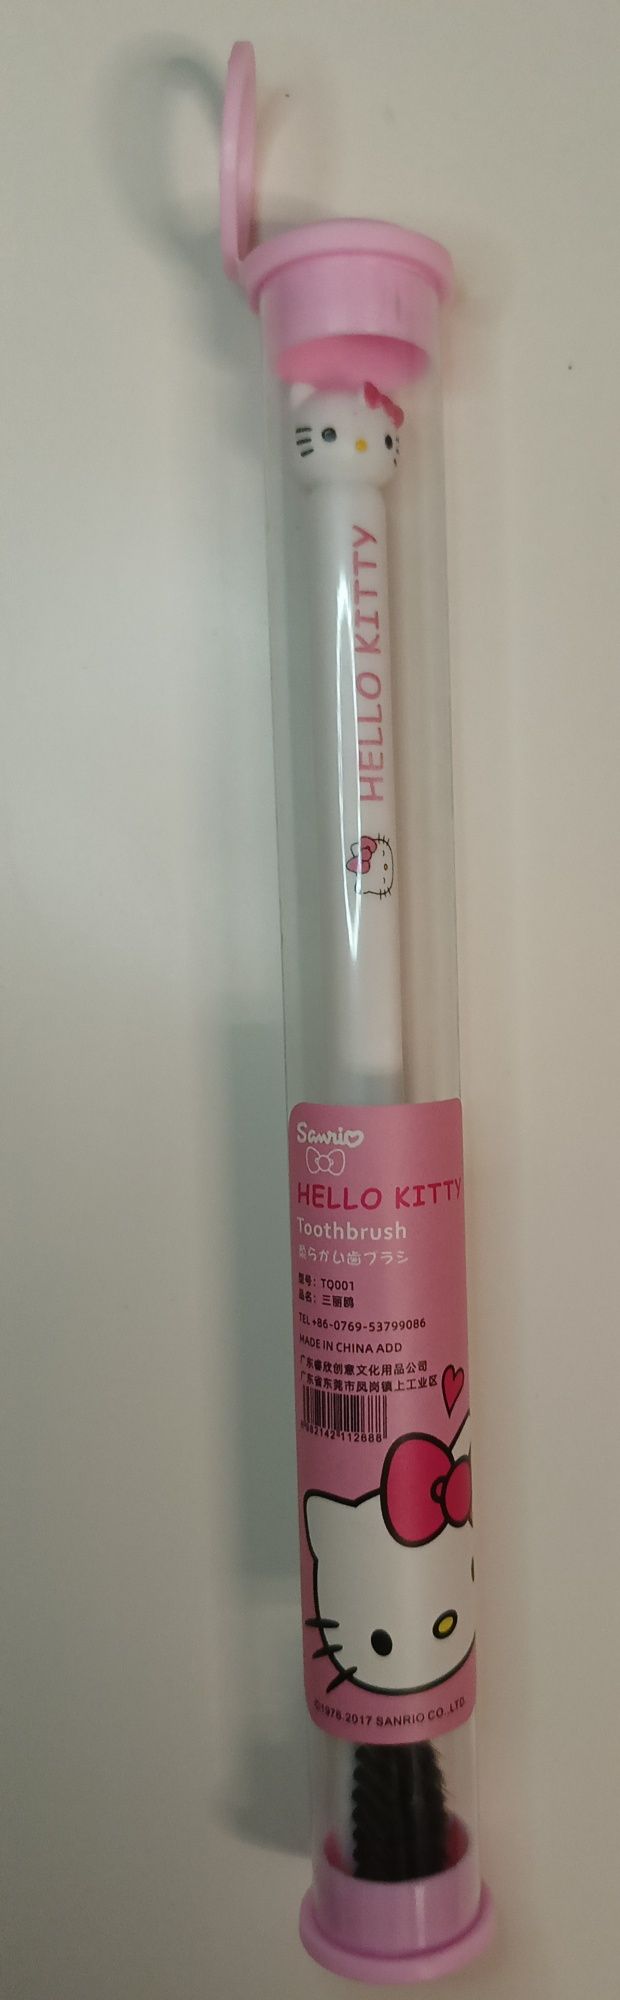 HELLO KITTY
Sanrio
HELLO KITTY
Toothbrush
柔らかい歯ブラシ
型号：TQ001
品名：三丽鸥
TEL +86-0769-53799086
MADE IN CHINA ADD
广东睿欣创意文化用品公司
广东省东莞市凤岗镇上工业区
982142 112888
©1976.2017 SANRIO CO.,LTD.